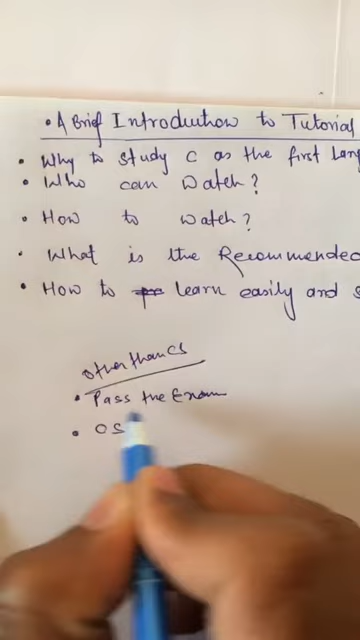 • A Brief Introduction to Tutorial
• Why to study C as the first Lang
• Who can watch?
• How to watch?
• What is the Recommended
• How to learn easily and s
other than CS
• Pass the Exam
• OS